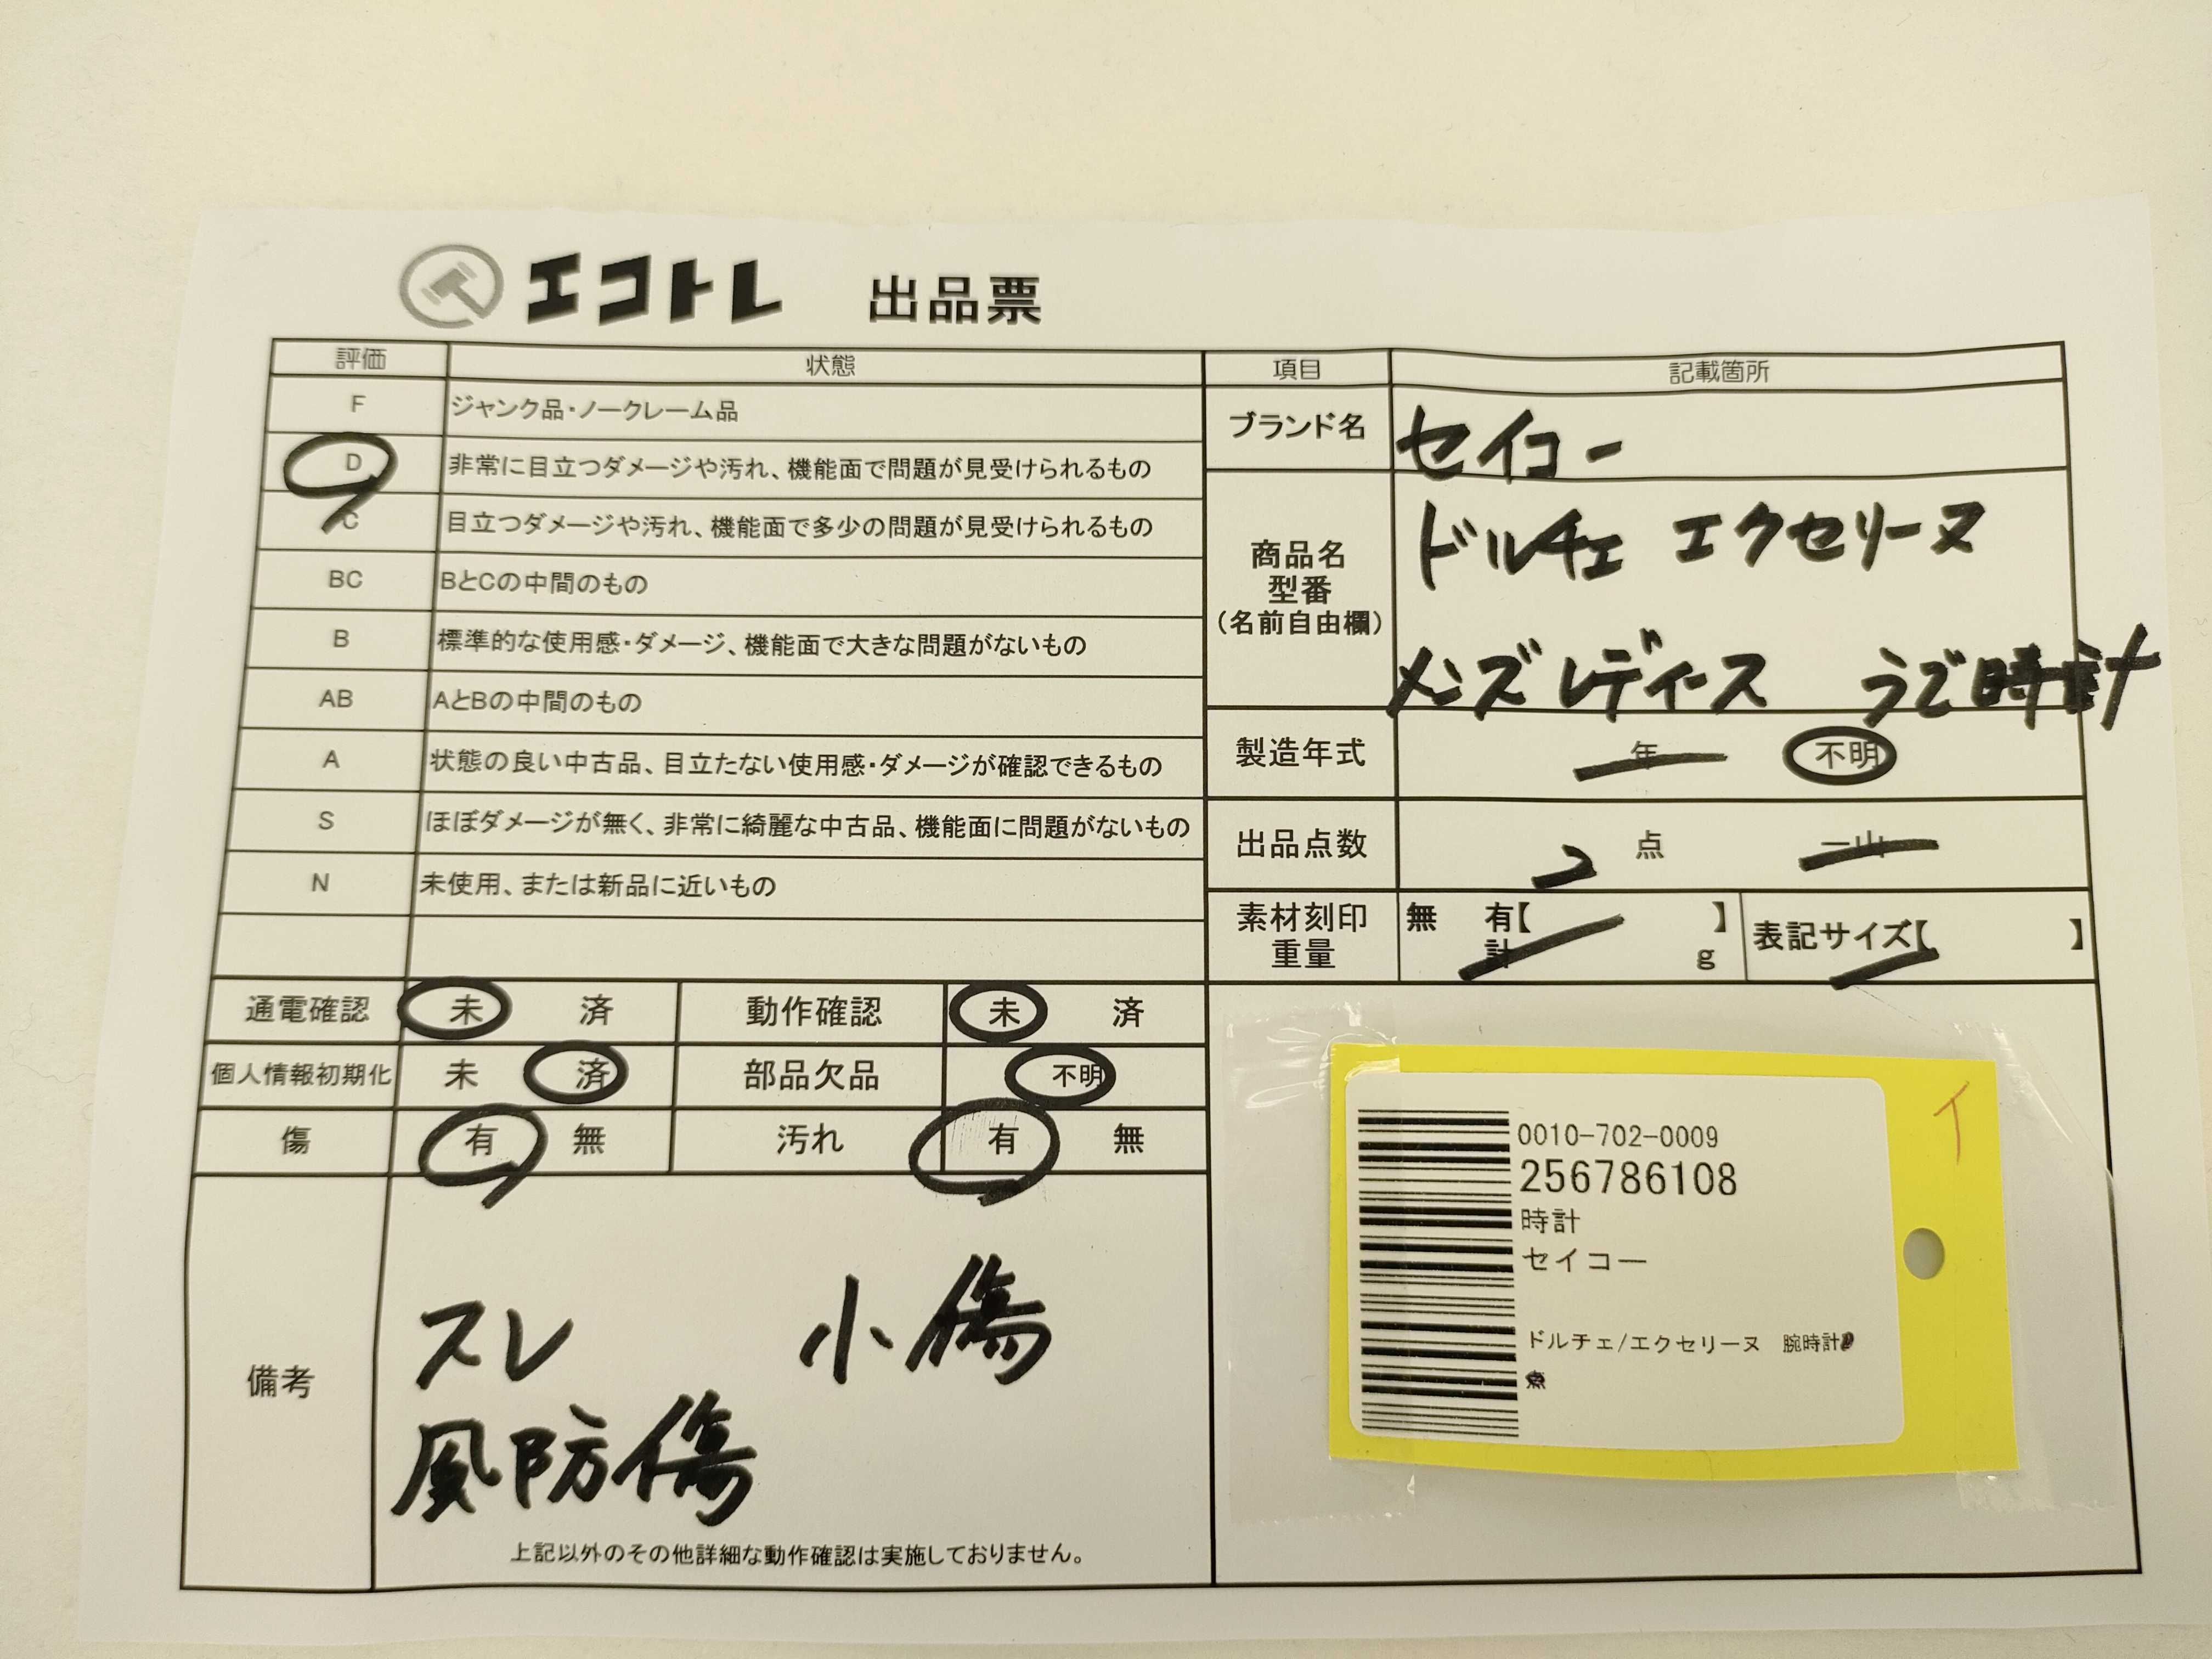 エコトレ 出品票
評価 状態
F ジャンク品・ノークレーム品
D 非常に目立つダメージや汚れ、機能面で問題が見受けられるもの
C 目立つダメージや汚れ、機能面で多少の問題が見受けられるもの
BC BとCの中間のもの
B 標準的な使用感・ダメージ、機能面で大きな問題がないもの
AB AとBの中間のもの
A 状態の良い中古品、目立たない使用感・ダメージが確認できるもの
S ほぼダメージが無く、非常に綺麗な中古品、機能面に問題がないもの
N 未使用、または新品に近いもの
通電確認 未 済 動作確認 未 済
個人情報初期化 未 済 部品欠品 不明
傷 有 無 汚れ 有 無
備考
スレ 小傷
風防傷
上記以外のその他詳細な動作確認は実施しておりません。
項目 記載箇所
ブランド名 セイコー
商品名
型番
(名前自由欄)
ドルチェ エクセリーヌ
メンズ レディース うで時計
製造年式 年 不明
出品点数 2 点 一山
素材刻印 無 有【 】
重量 計 g
表記サイズ【 】
0010-702-0009
256786108
時計
セイコー
ドルチェ/エクセリーヌ 腕時計
イ